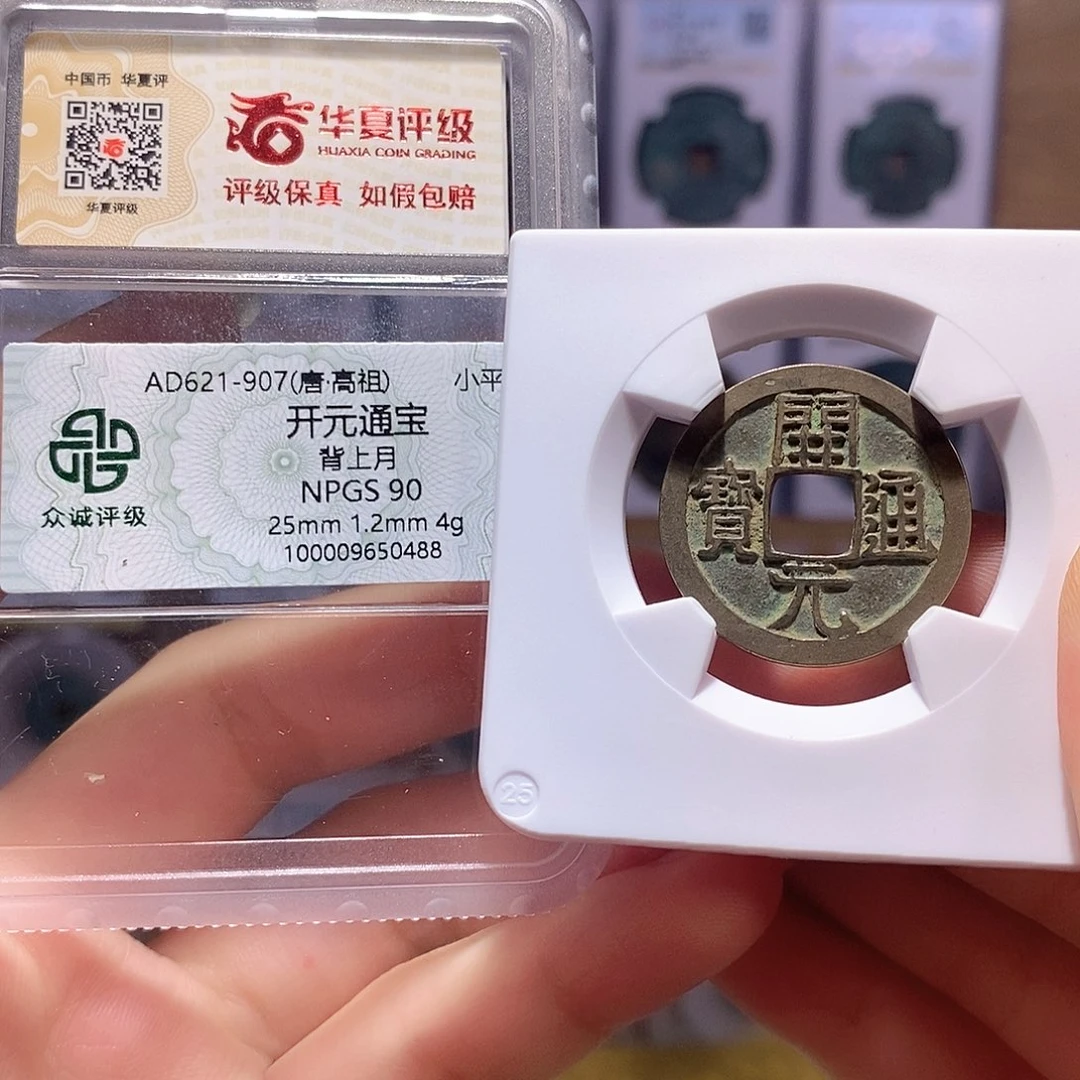 中国币 华夏评
华夏评级
华夏评级
HUAXIA COIN GRADING
评级保真 如假包赔
AD621-907(唐·高祖) 小平
开元通宝
背上月
NPGS 90
25mm 1.2mm 4g
100009650488
众诚评级
開
寶 通
元
25